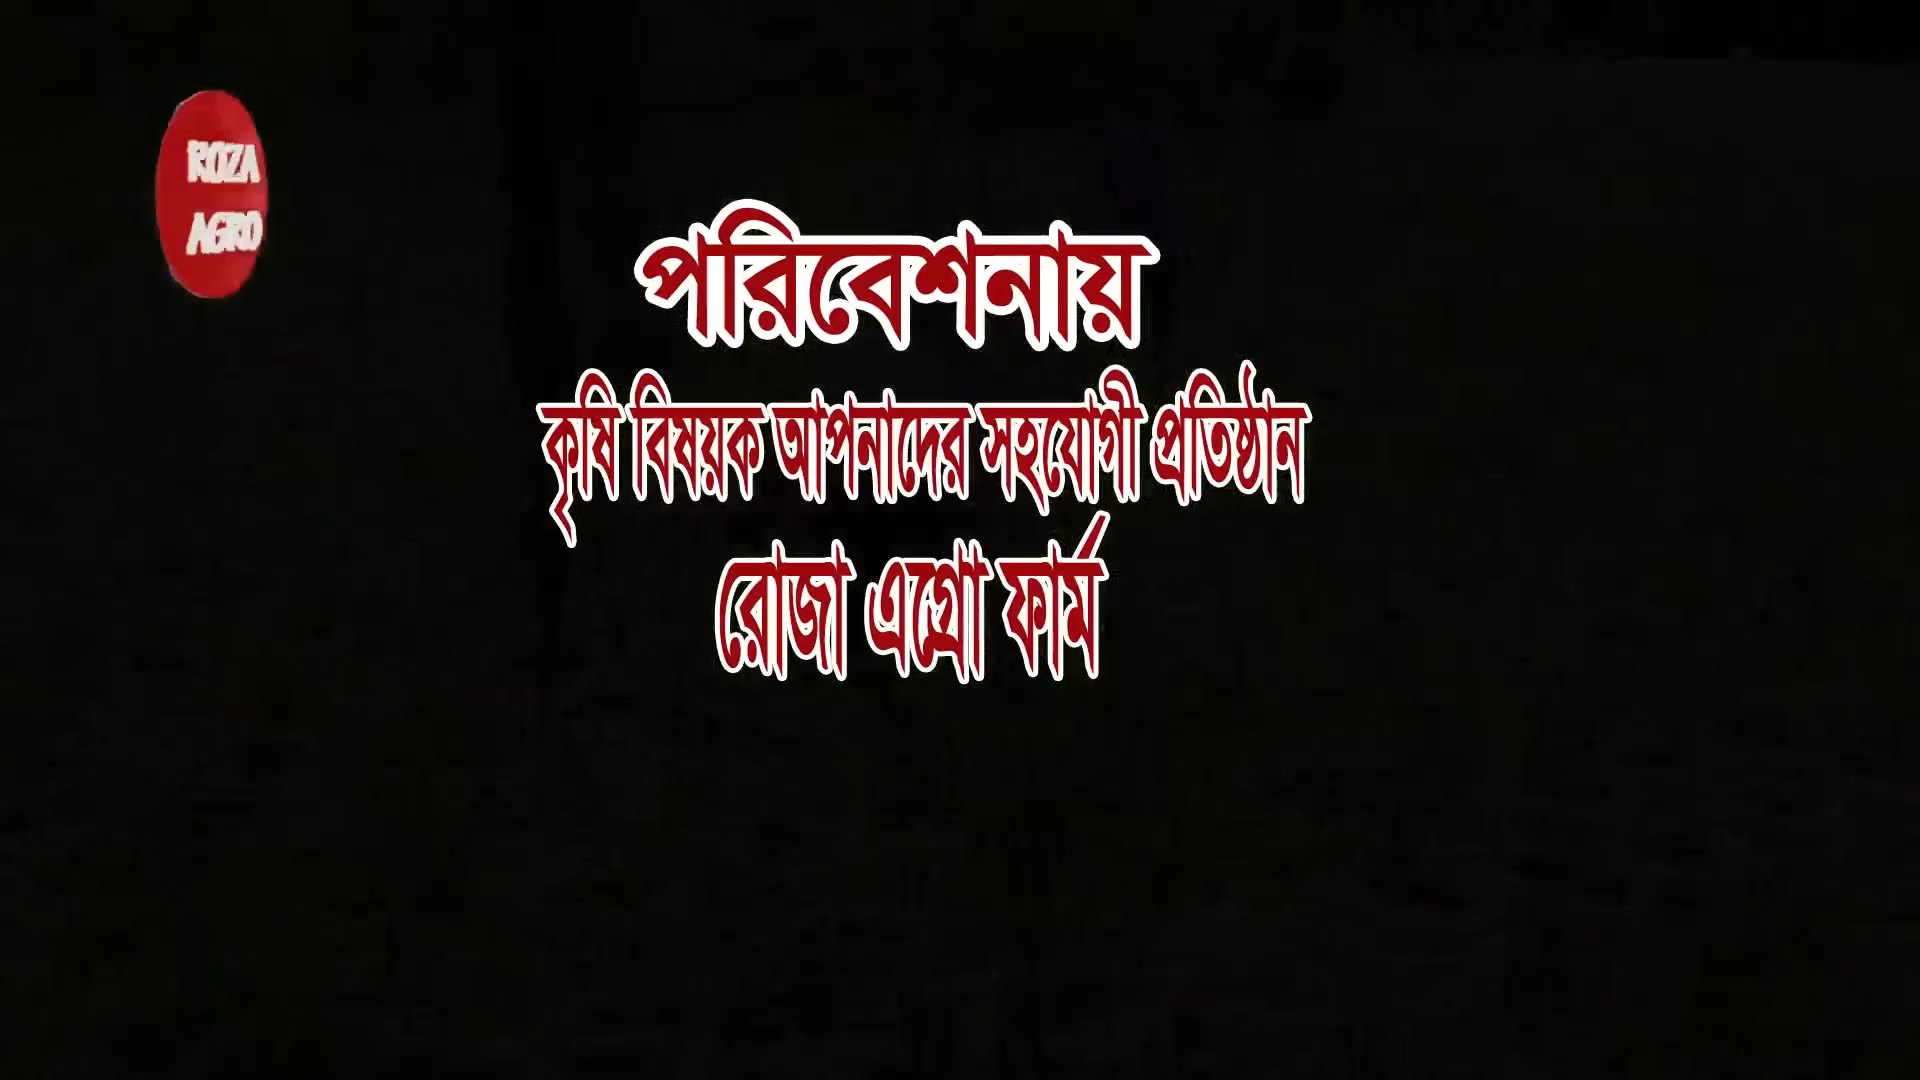 ROZA
AGRO
পরিবেশনায়
কৃষি বিষয়ক আপনাদের সহযোগী প্রতিষ্ঠান
রোজা এগ্রো ফার্ম